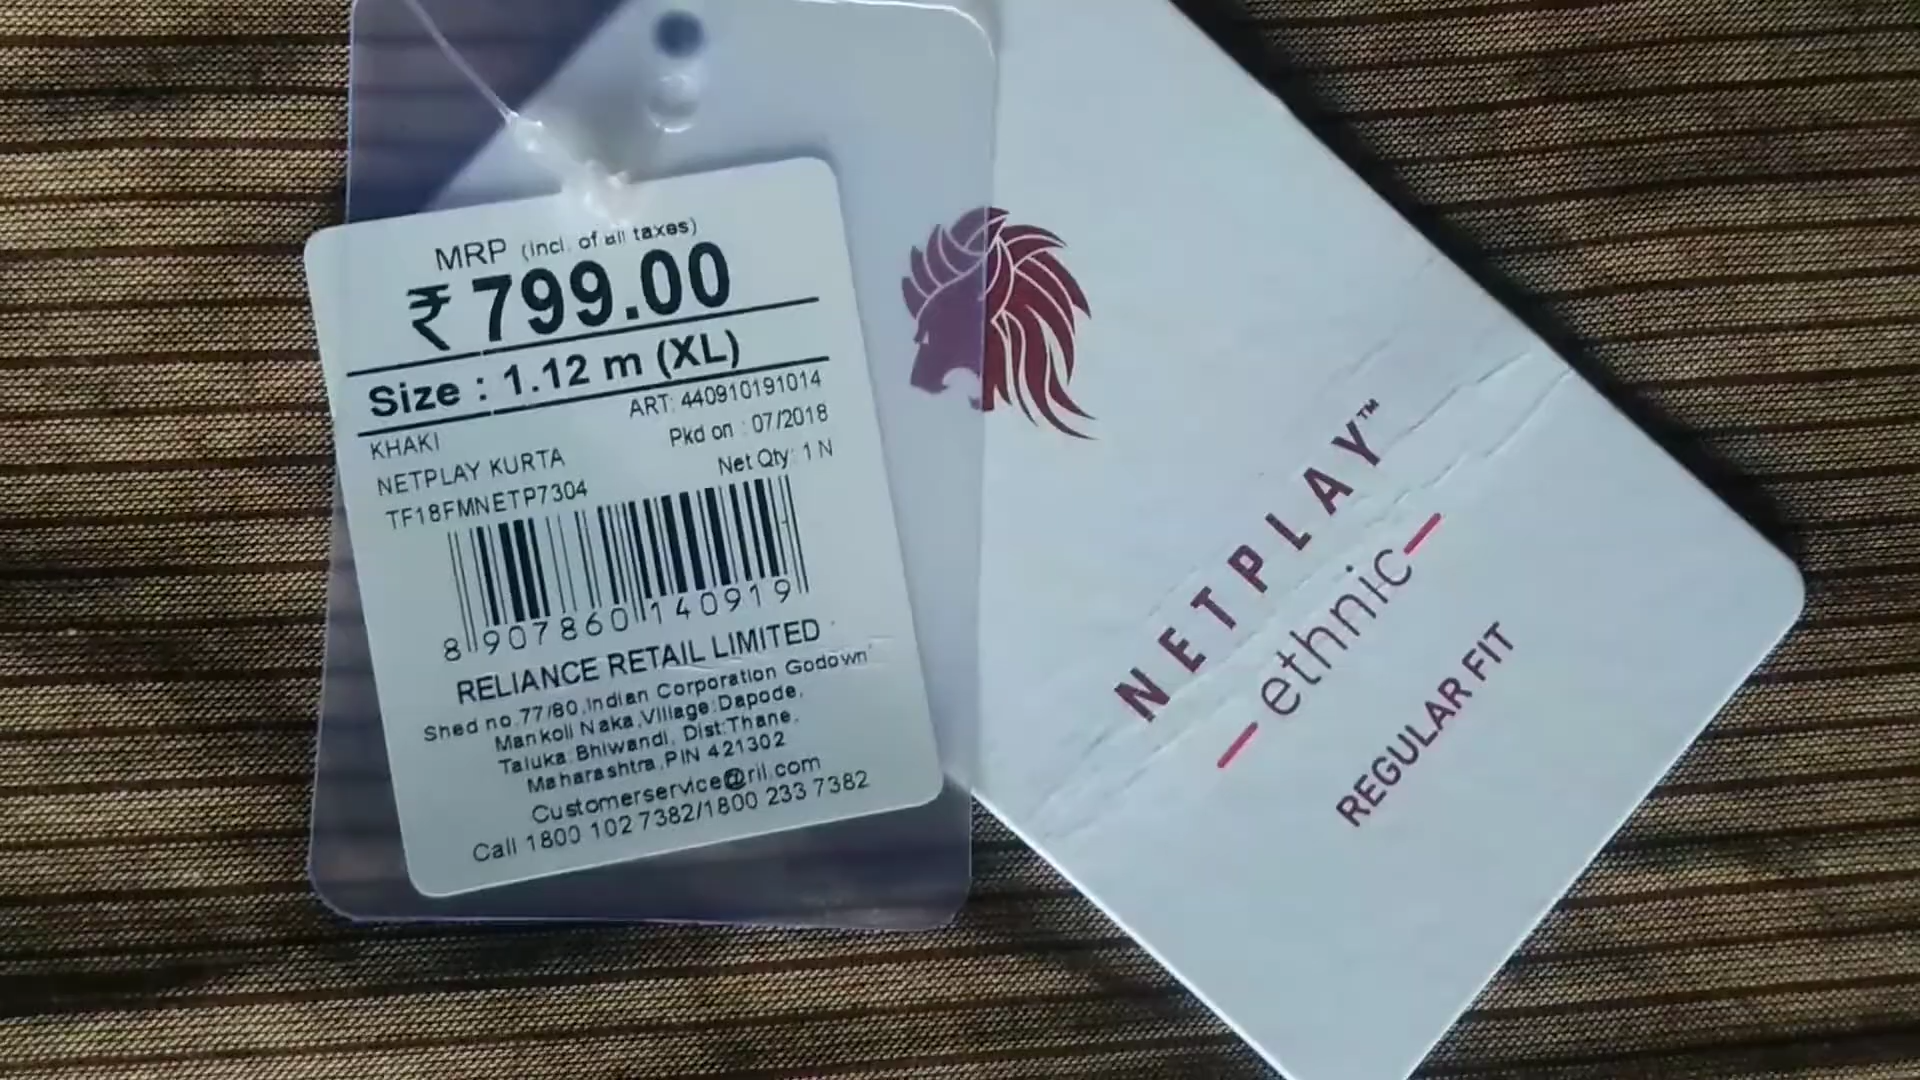 MRP (incl. of all taxes)
₹ 799.00
Size : 1.12 m (XL)
ART: 440910191014
KHAKI
Pkd on : 07/2018
NETPLAY KURTA
Net Qty: 1 N
TF18FMNETP7304
8 907860 140919
RELIANCE RETAIL LIMITED
Shed no.77/80,Indian Corporation Godown
Mankoli Naka,Village:Dapode,
Taluka:Bhiwandi, Dist:Thane,
Maharashtra,PIN 421302
Customerservice@ril.com
Call 1800 102 7382/1800 233 7382
NETPLAY™
ethnic
REGULAR FIT